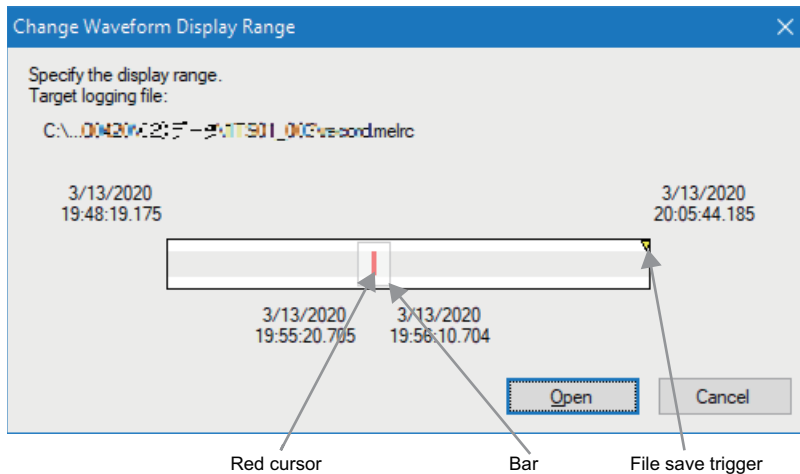 Change Waveform Display Range
Specify the display range.
Target logging file:
C:\...
3/13/2020
19:48:19.175
3/13/2020
20:05:44.185
3/13/2020
19:55:20.705
3/13/2020
19:56:10.704
Open
Cancel
Red cursor
Bar
File save trigger